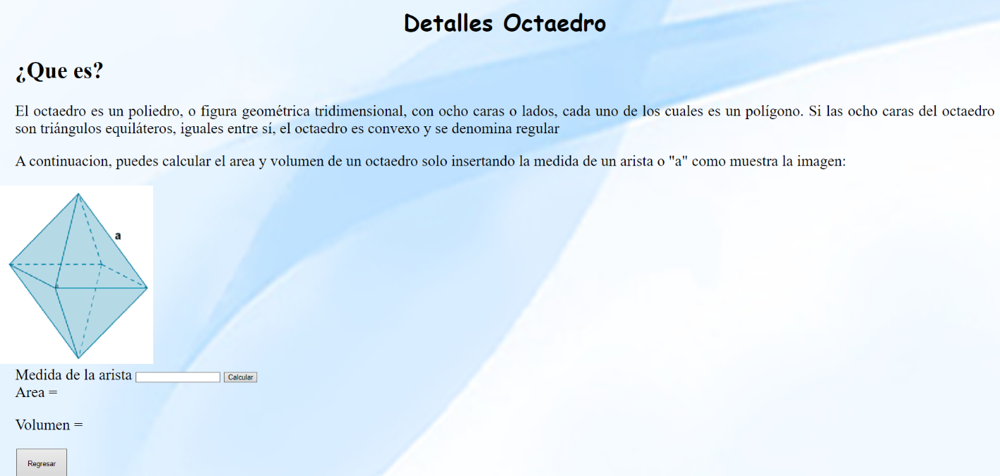 Detalles Octaedro
¿Que es?
El octaedro es un poliedro, o figura geométrica tridimensional, con ocho caras o lados, cada uno de los cuales es un polígono. Si las ocho caras del octaedro
son triángulos equiláteros, iguales entre sí, el octaedro es convexo y se denomina regular
A continuacion, puedes calcular el area y volumen de un octaedro solo insertando la medida de un arista o "a" como muestra la imagen:
a
Medida de la arista Calcular
Area =
Volumen =
Regresar